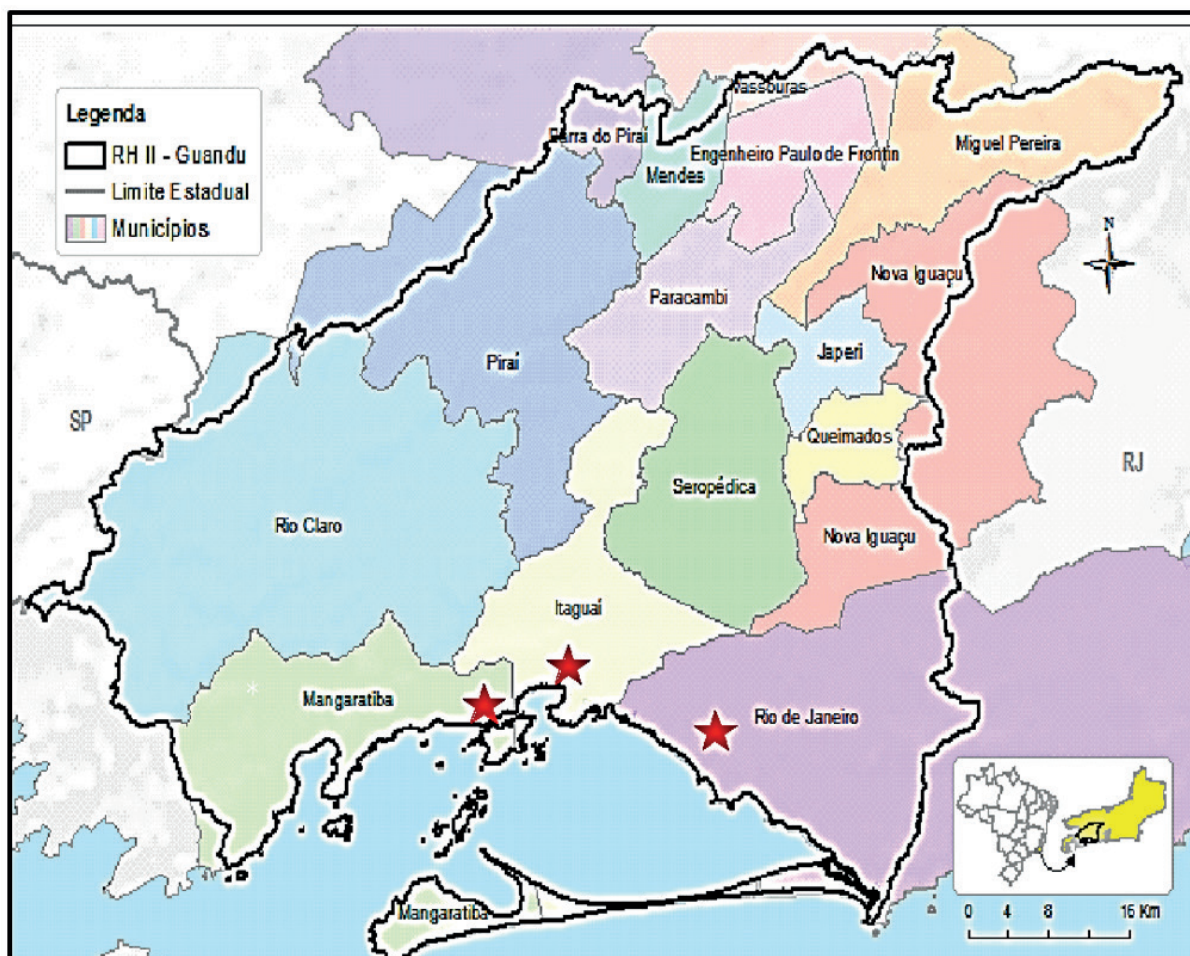 Legenda
RH II - Guandu
Limite Estadual
Municípios
Vassouras
Barra do Piraí
Engenheiro Paulo de Frontin
Miguel Pereira
Mendes
N
Nova Iguaçu
Paracambi
Japeri
Piraí
SP
Queimados
RJ
Seropédica
Rio Claro
Nova Iguaçu
Itaguaí
Mangaratiba
Rio de Janeiro
Mangaratiba
0 4 8 16 Km